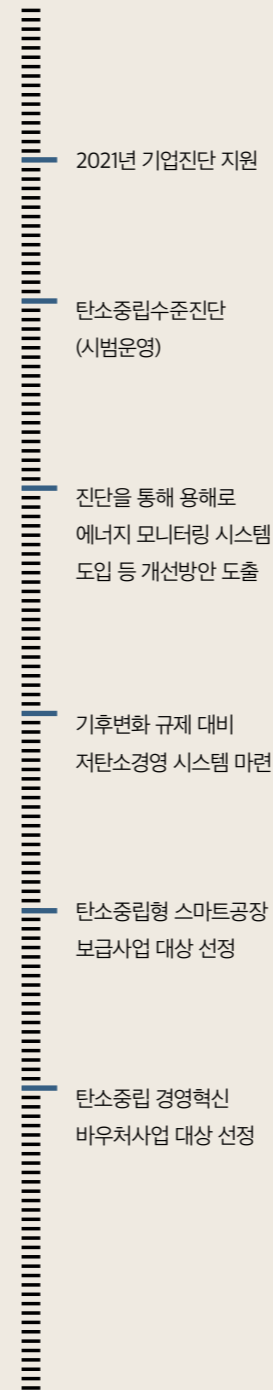 2021년 기업진단 지원
탄소중립수준진단
(시범운영)
진단을 통해 용해로
에너지 모니터링 시스템
도입 등 개선방안 도출
기후변화 규제 대비
저탄소경영 시스템 마련
탄소중립형 스마트공장
보급사업 대상 선정
탄소중립 경영혁신
바우처사업 대상 선정